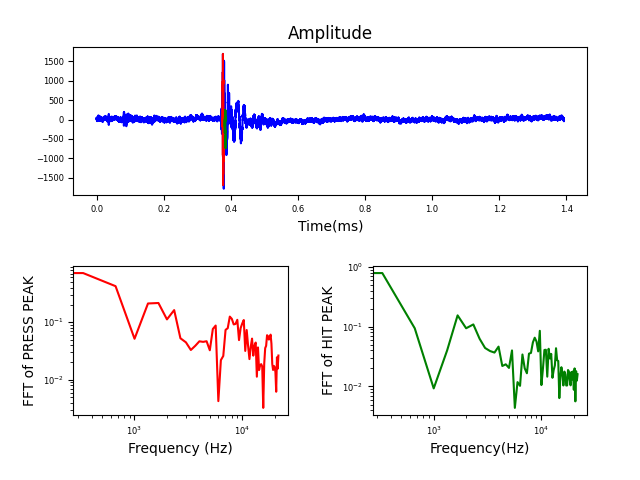 Amplitude
1500
1000
500
0
−500
−1000
−1500
0.0 0.2 0.4 0.6 0.8 1.0 1.2 1.4
Time(ms)
FFT of PRESS PEAK
10⁻¹
10⁻²
10³ 10⁴
Frequency (Hz)
FFT of HIT PEAK
10⁰
10⁻¹
10⁻²
10³ 10⁴
Frequency(Hz)